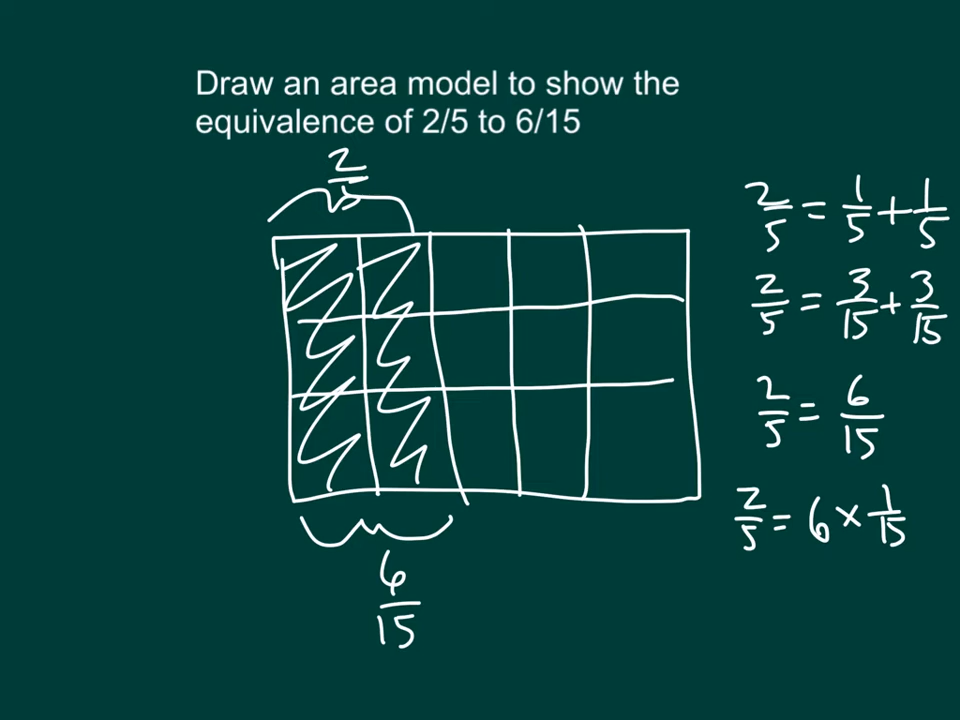 Draw an area model to show the
equivalence of 2/5 to 6/15
2/5
6/15
2/5 = 1/5 + 1/5
2/5 = 3/15 + 3/15
2/5 = 6/15
2/5 = 6 × 1/15